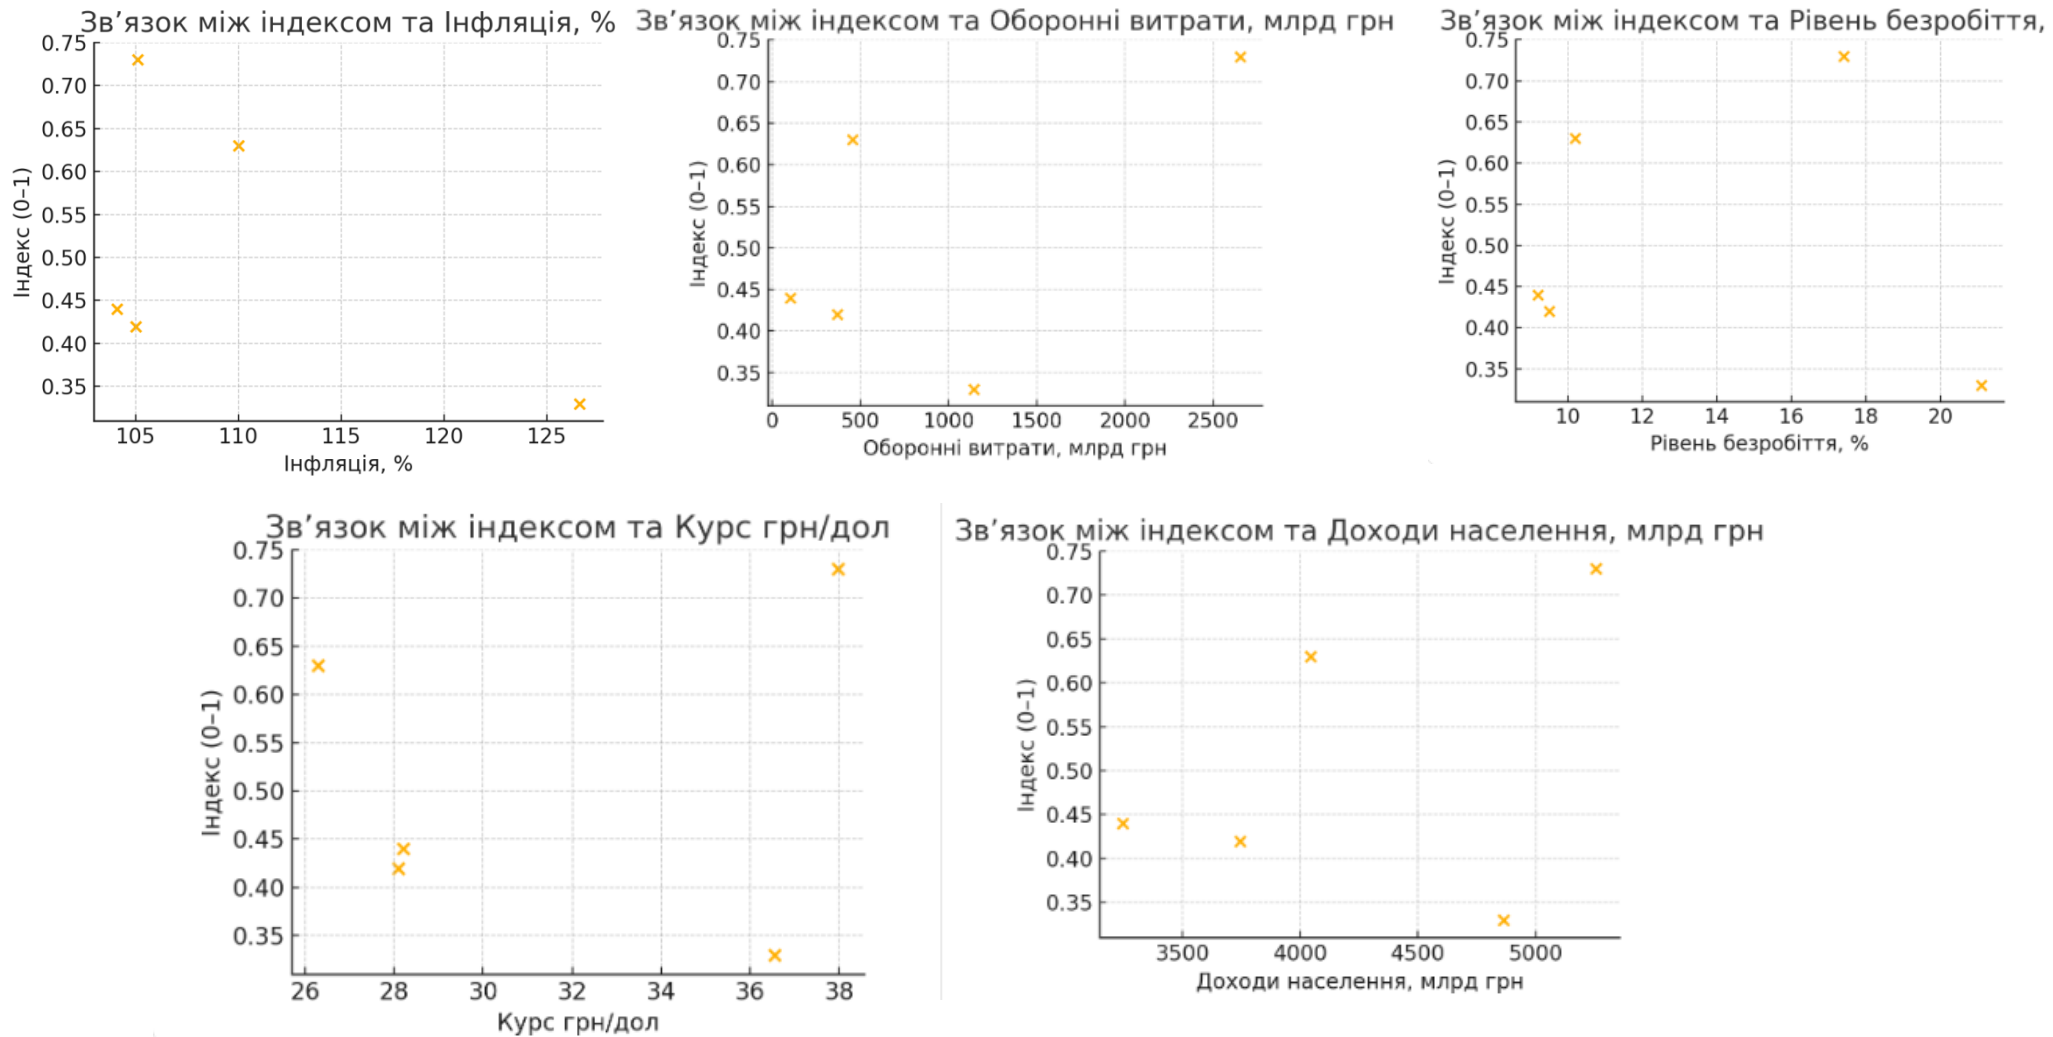 Зв’язок між індексом та Інфляція, %
0.75
0.70
0.65
0.60
0.55
0.50
0.45
0.40
0.35
Індекс (0–1)
105 110 115 120 125
Інфляція, %
Зв’язок між індексом та Оборонні витрати, млрд грн
0.75
0.70
0.65
0.60
0.55
0.50
0.45
0.40
0.35
Індекс (0–1)
0 500 1000 1500 2000 2500
Оборонні витрати, млрд грн
Зв’язок між індексом та Рівень безробіття,
0.75
0.70
0.65
0.60
0.55
0.50
0.45
0.40
0.35
Індекс (0–1)
10 12 14 16 18 20
Рівень безробіття, %
Зв’язок між індексом та Курс грн/дол
0.75
0.70
0.65
0.60
0.55
0.50
0.45
0.40
0.35
Індекс (0–1)
26 28 30 32 34 36 38
Курс грн/дол
Зв’язок між індексом та Доходи населення, млрд грн
0.75
0.70
0.65
0.60
0.55
0.50
0.45
0.40
0.35
Індекс (0–1)
3500 4000 4500 5000
Доходи населення, млрд грн